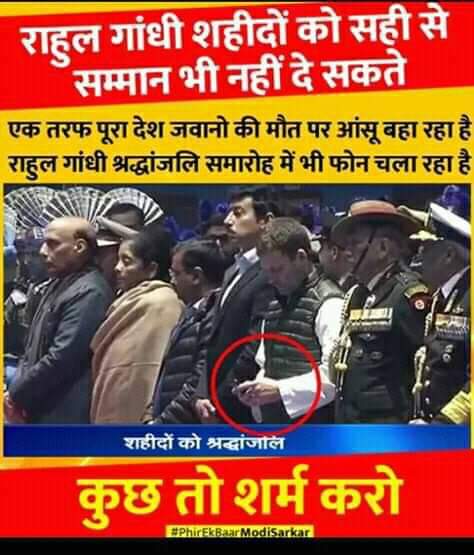 राहुल गांधी शहीदों को सही से
सम्मान भी नहीं दे सकते
एक तरफ पूरा देश जवानो की मौत पर आंसू बहा रहा है
राहुल गांधी श्रद्धांजलि समारोह में भी फोन चला रहा है
शहीदों को श्रद्धांजलि
कुछ तो शर्म करो
#PhirEkBaarModiSarkar